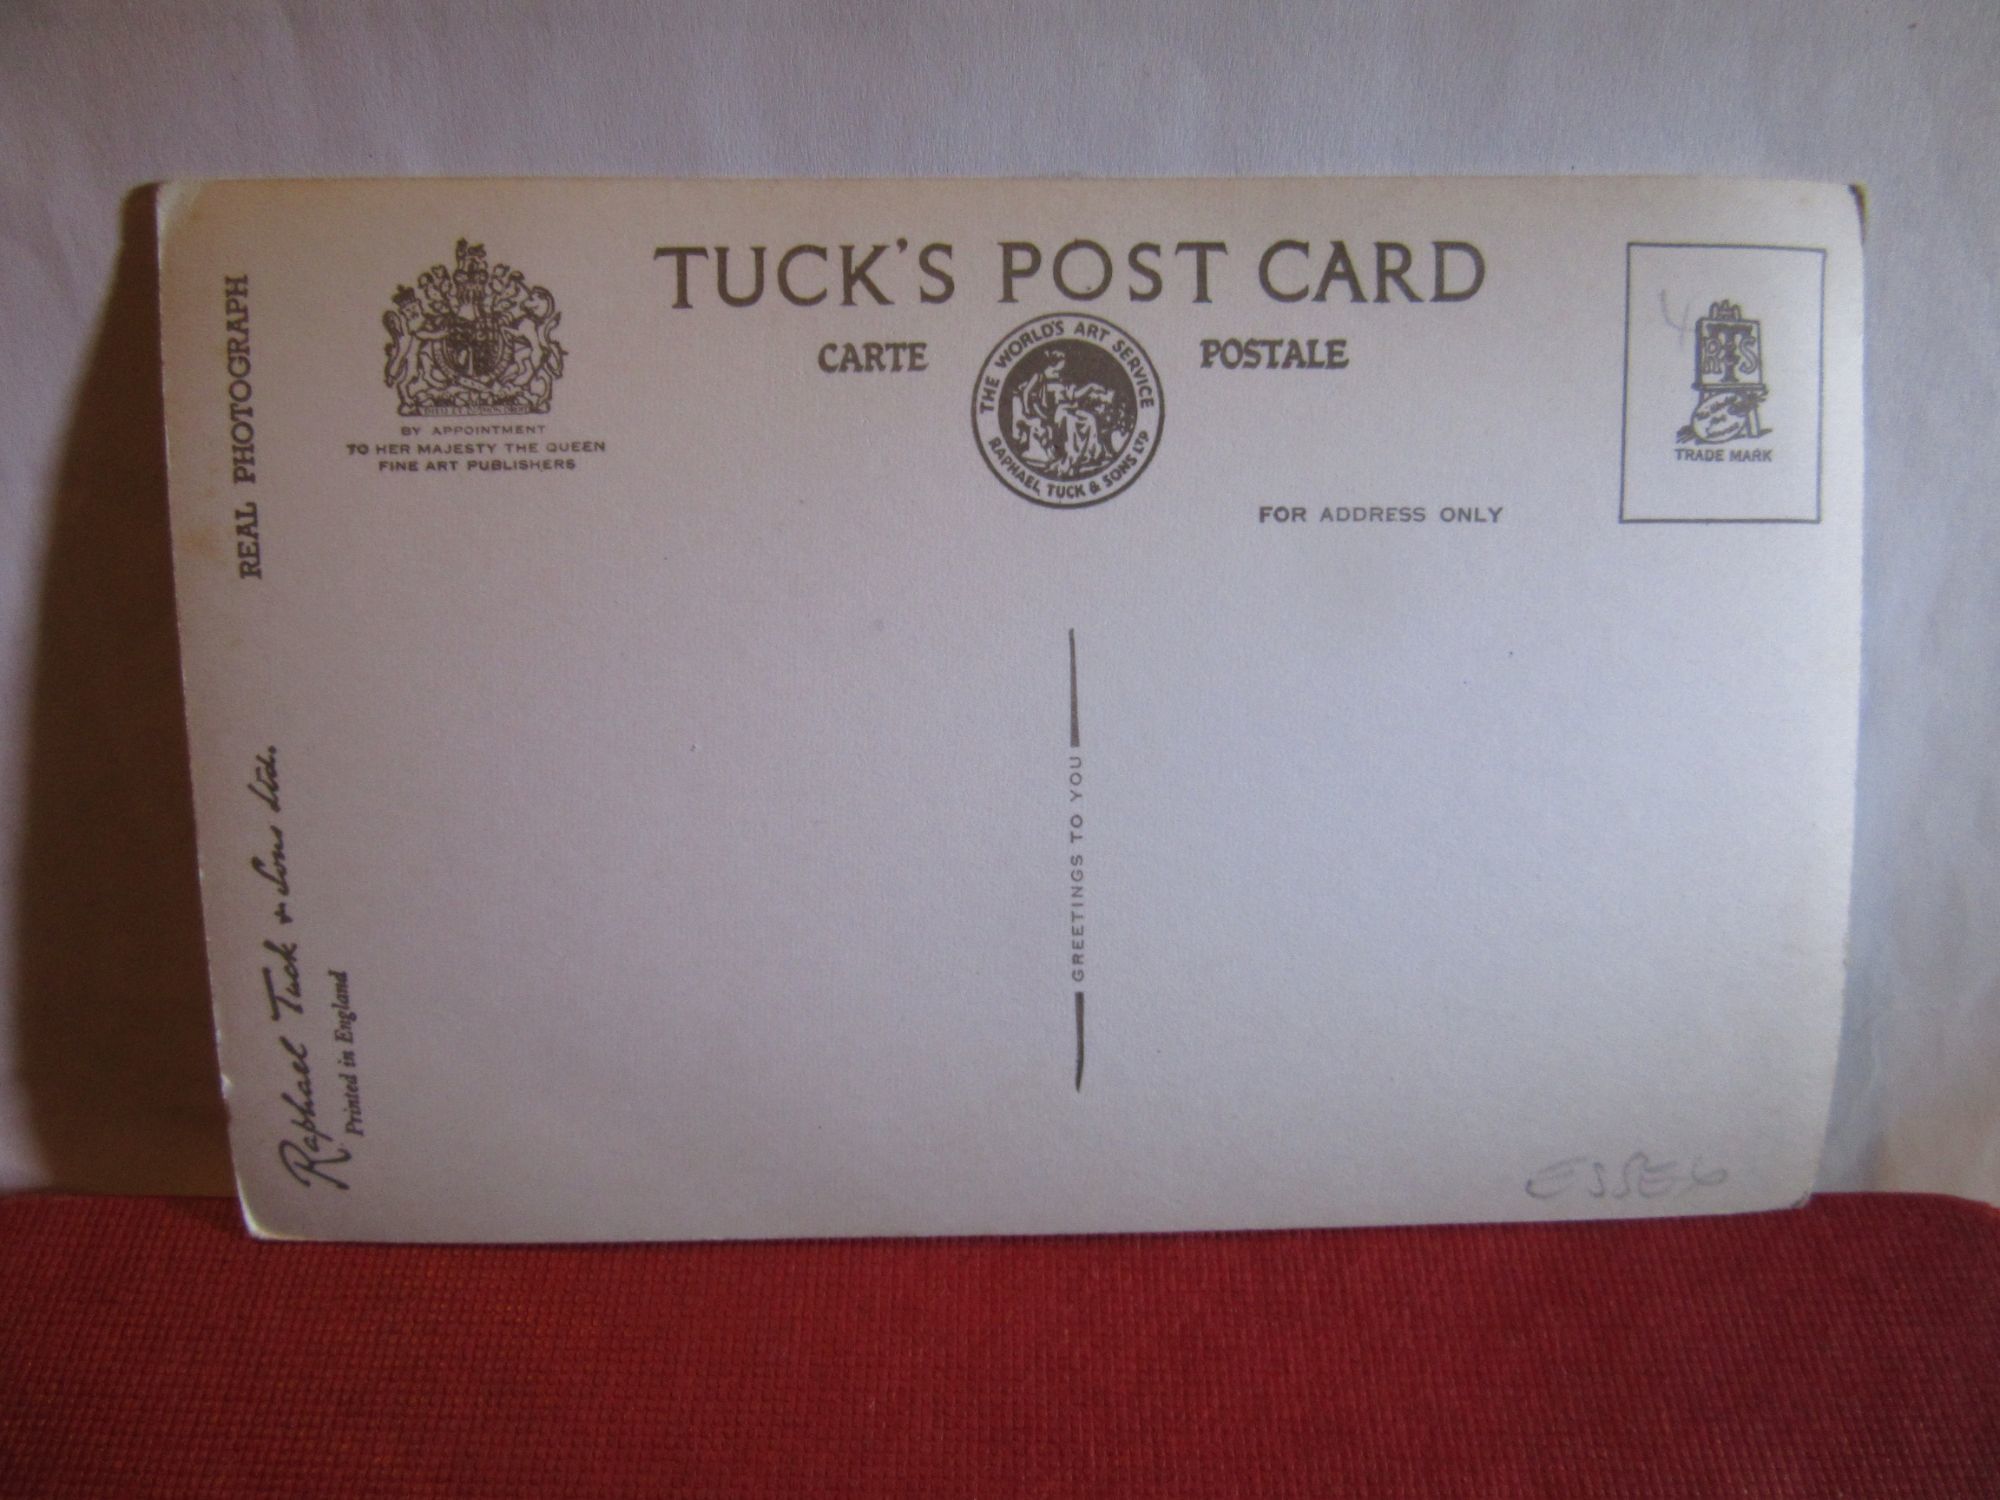 TUCK'S POST CARD
CARTE POSTALE
THE WORLD'S ART SERVICE
RAPHAEL TUCK & SONS LTD
BY APPOINTMENT
TO HER MAJESTY THE QUEEN
FINE ART PUBLISHERS
REAL PHOTOGRAPH
Raphael Tuck & Sons Ltd.
Printed in England
GREETINGS TO YOU
FOR ADDRESS ONLY
4
RTS
TRADE MARK